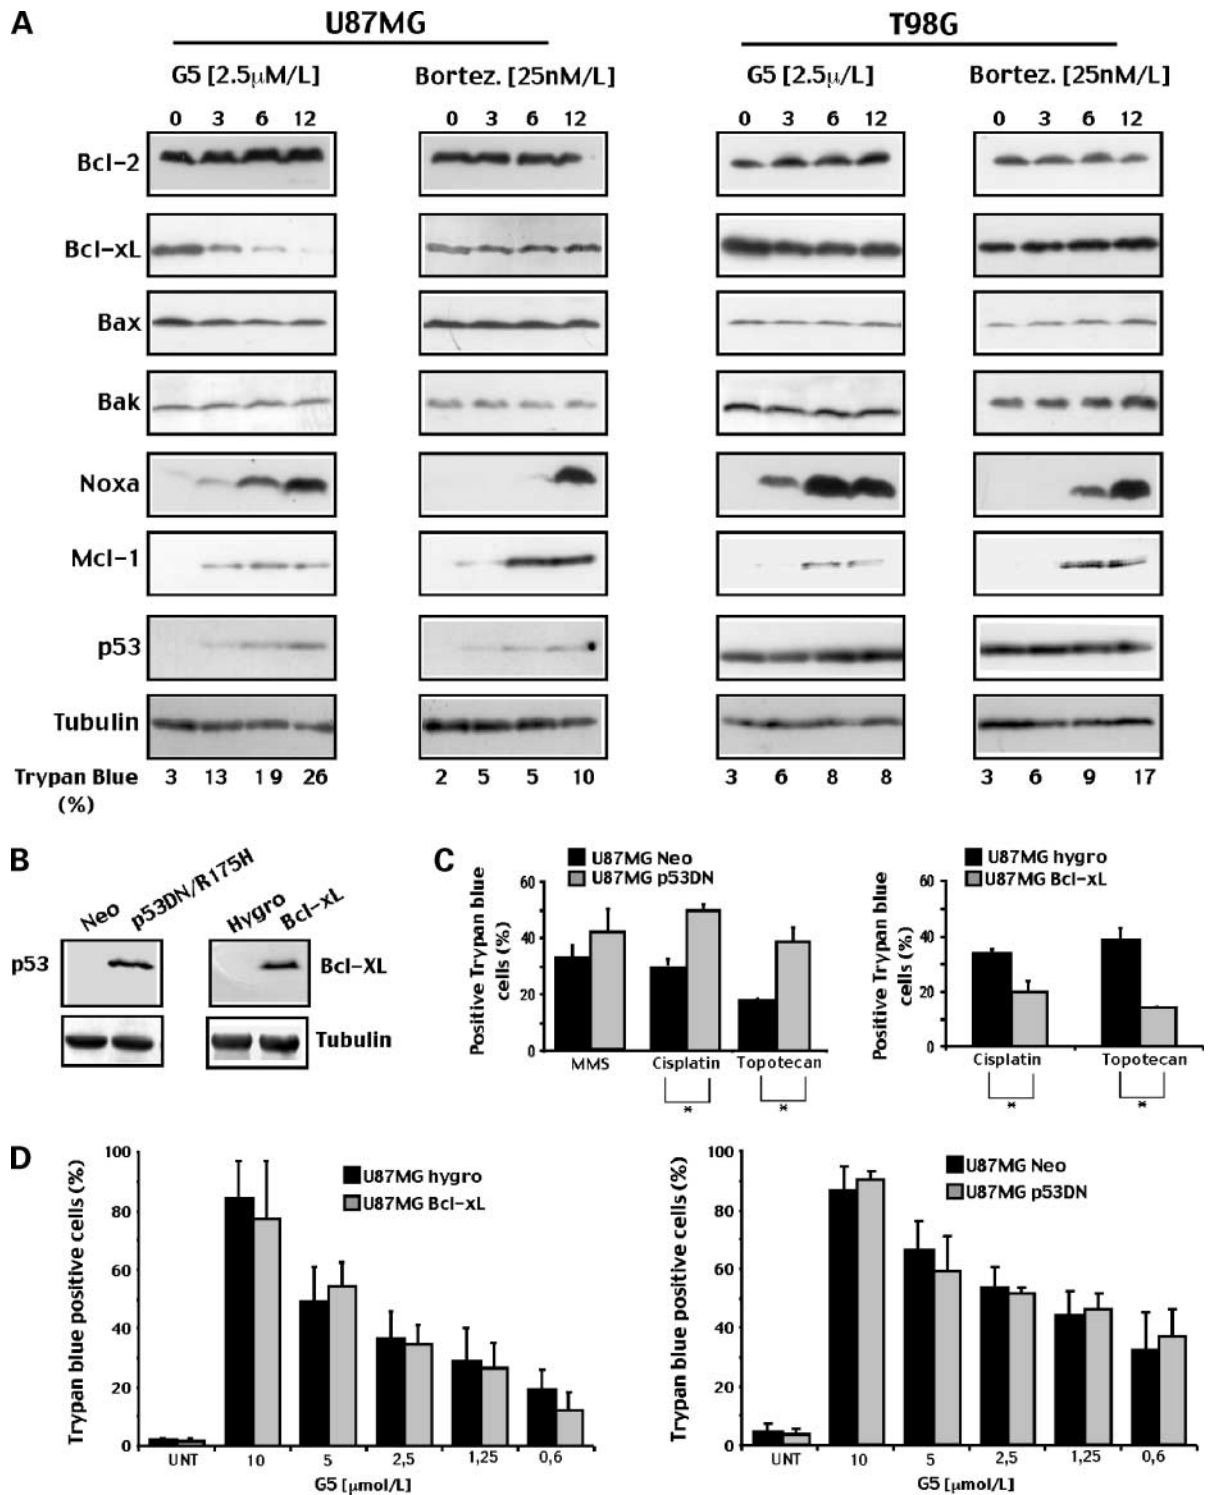 A
U87MG
T98G
G5 [2.5μM/L]
Bortez. [25nM/L]
G5 [2.5μ/L]
Bortez. [25nM/L]
0 3 6 12
0 3 6 12
0 3 6 12
0 3 6 12
Bcl-2
Bcl-xL
Bax
Bak
Noxa
Mcl-1
p53
Tubulin
Trypan Blue 3 13 19 26 2 5 5 10 3 6 8 8 3 6 9 17
(%)
B
Neo p53DN/R175H
Hygro Bcl-xL
p53
Bcl-XL
Tubulin
C
U87MG Neo
U87MG p53DN
Positive Trypan blue
cells (%)
60
40
20
0
MMS Cisplatin Topotecan
* *
U87MG hygro
U87MG Bcl-xL
Positive Trypan blue
cells (%)
60
40
20
0
Cisplatin Topotecan
* *
D
Trypan blue positive cells (%)
100
80
60
40
20
0
U87MG hygro
U87MG Bcl-xL
UNT 10 5 2,5 1,25 0,6
G5 [μmol/L]
Trypan blue positive cells (%)
100
80
60
40
20
0
U87MG Neo
U87MG p53DN
UNT 10 5 2,5 1,25 0,6
G5 [μmol/L]